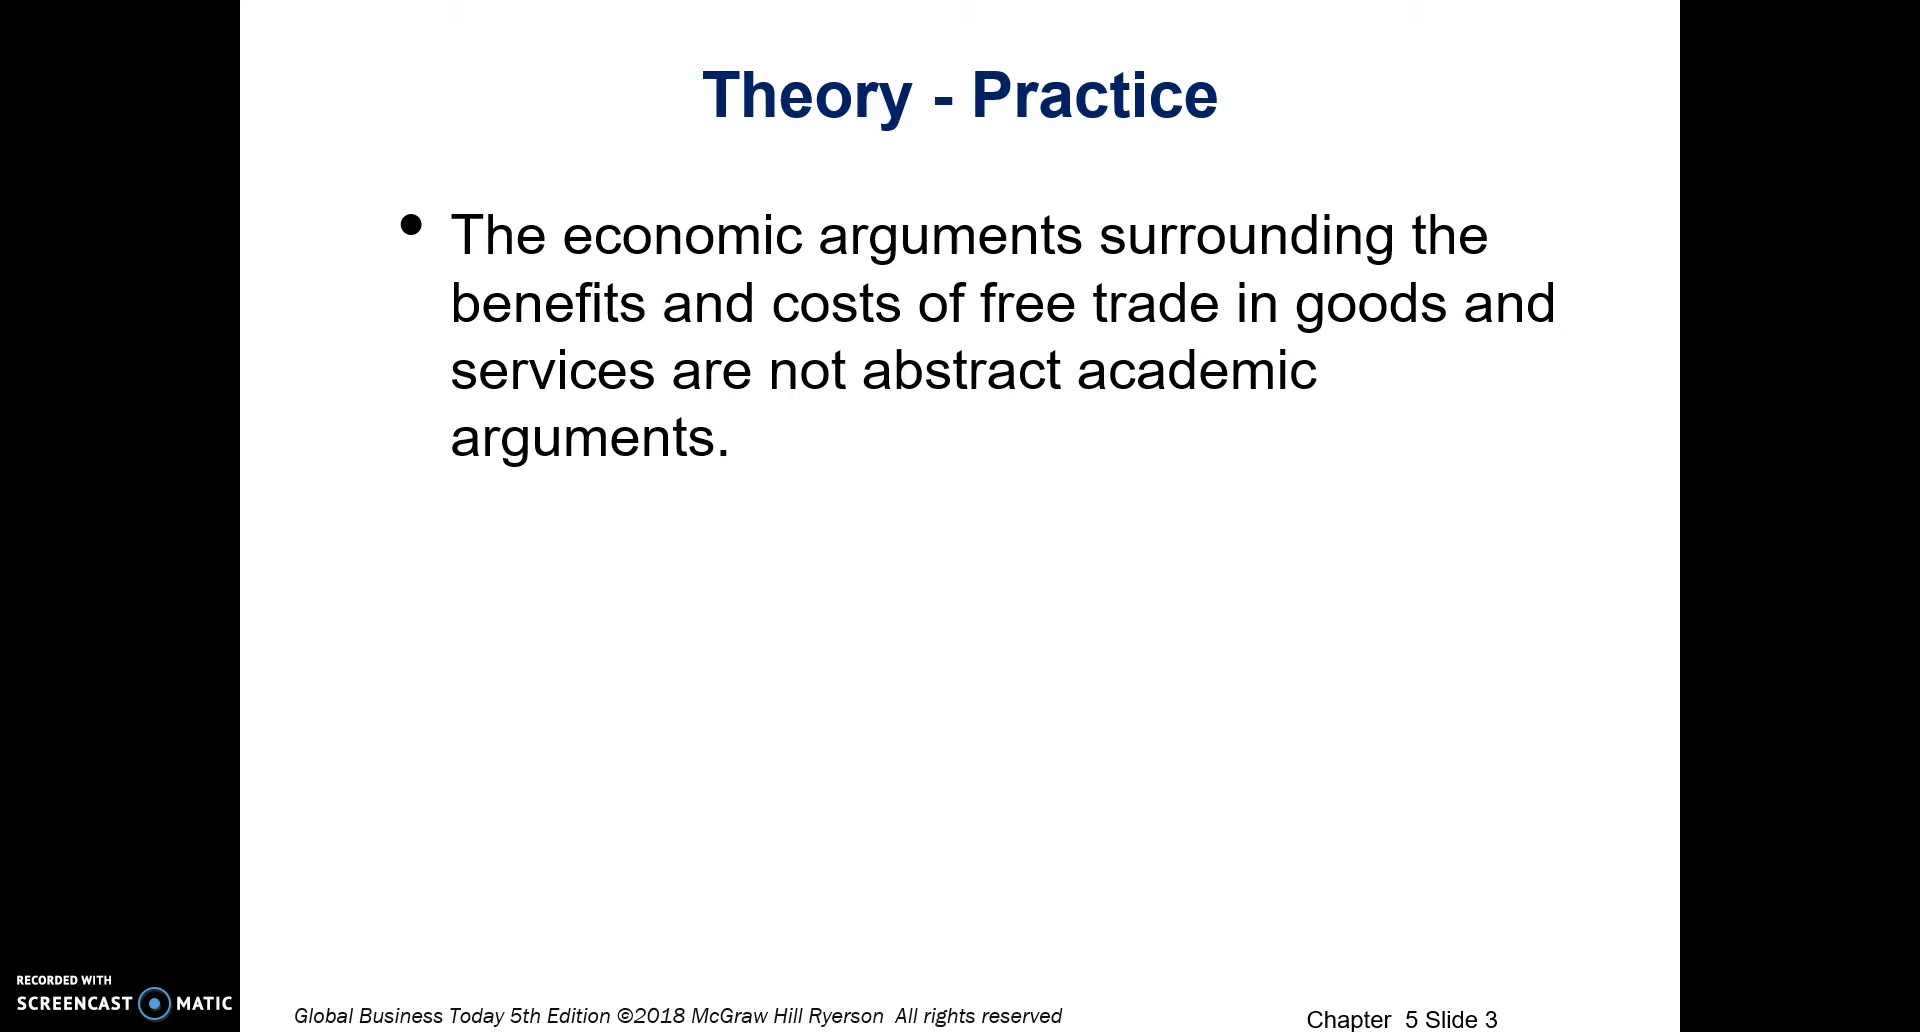 Theory - Practice
• The economic arguments surrounding the
benefits and costs of free trade in goods and
services are not abstract academic
arguments.
RECORDED WITH
SCREENCAST MATIC
Global Business Today 5th Edition ©2018 McGraw Hill Ryerson All rights reserved
Chapter 5 Slide 3